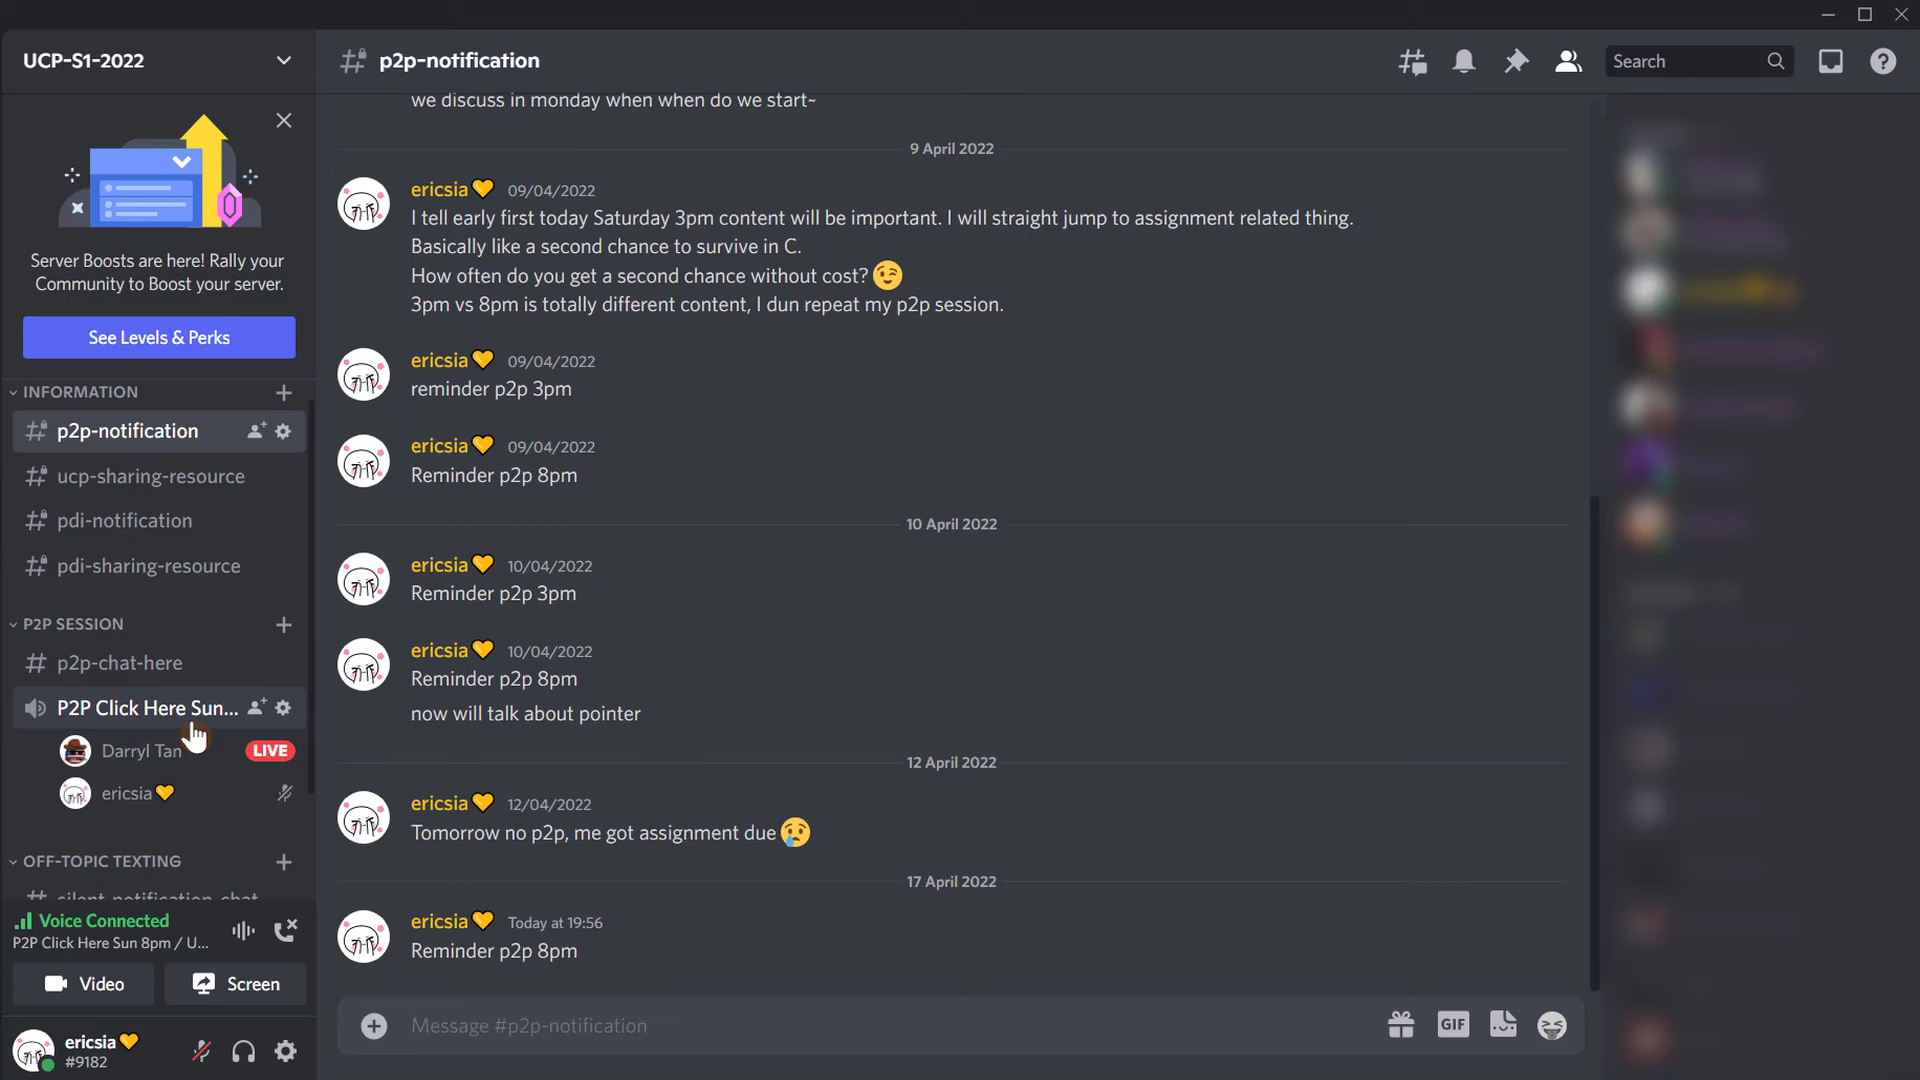 UCP-S1-2022
Server Boosts are here! Rally your
Community to Boost your server.
See Levels & Perks
INFORMATION
p2p-notification
ucp-sharing-resource
pdi-notification
pdi-sharing-resource
P2P SESSION
p2p-chat-here
P2P Click Here Sun...
Darryl Tan LIVE
ericsia💛
OFF-TOPIC TEXTING
silent-notification-chat
Voice Connected
P2P Click Here Sun 8pm / U...
Video Screen
ericsia💛
#9182
p2p-notification
Search
we discuss in monday when when do we start~
9 April 2022
ericsia💛 09/04/2022
I tell early first today Saturday 3pm content will be important. I will straight jump to assignment related thing.
Basically like a second chance to survive in C.
How often do you get a second chance without cost?😉
3pm vs 8pm is totally different content, I dun repeat my p2p session.
ericsia💛 09/04/2022
reminder p2p 3pm
ericsia💛 09/04/2022
Reminder p2p 8pm
10 April 2022
ericsia💛 10/04/2022
Reminder p2p 3pm
ericsia💛 10/04/2022
Reminder p2p 8pm
now will talk about pointer
12 April 2022
ericsia💛 12/04/2022
Tomorrow no p2p, me got assignment due😢
17 April 2022
ericsia💛 Today at 19:56
Reminder p2p 8pm
Message #p2p-notification
GIF